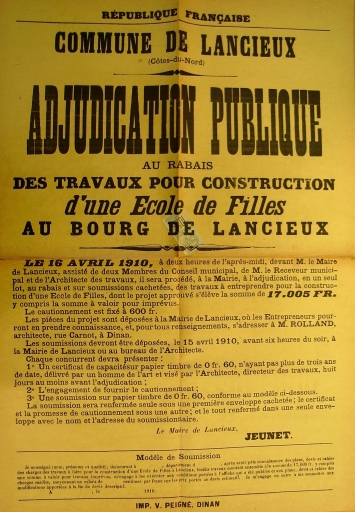 RÉPUBLIQUE FRANÇAISE
COMMUNE DE LANCIEUX
(Côtes-du-Nord)
ADJUDICATION PUBLIQUE
AU RABAIS
DES TRAVAUX POUR CONSTRUCTION
d'une Ecole de Filles
AU BOURG DE LANCIEUX
LE 16 AVRIL 1910, à deux heures de l'après-midi, devant M. le Maire
de Lancieux, assisté de deux Membres du Conseil municipal, de M. le Receveur munici-
pal et de l'Architecte des travaux, il sera procédé, à la Mairie, à l'adjudication, en un seul
lot, au rabais et sur soumissions cachetées, des travaux à entreprendre pour la construc-
tion d'une Ecole de Filles, dont le projet approuvé s'élève la somme de 17.005 FR.
y compris la somme à valoir pour imprévus.
Le cautionnement est fixé à 600 fr.
Les pièces du projet sont déposées à la Mairie de Lancieux, où les Entrepreneurs pour-
ront en prendre connaissance, et, pour tous renseignements, s'adresser à M. ROLLAND,
architecte, rue Carnot, à Dinan.
Les soumissions devront être déposées, le 15 avril 1910, avant six heures du soir, à
la Mairie de Lancieux ou au bureau de l'Architecte.
Chaque concurrent devra présenter :
1° Un certificat de capacité sur papier timbre de 0 fr. 60, n'ayant pas plus de trois ans
de date, délivré par un homme de l'art et visé par l'Architecte, directeur des travaux, huit
jours au moins avant l'adjudication ;
2° L'engagement de fournir le cautionnement ;
3° Une soumission sur papier timbre de 0 fr. 60, conforme au modèle ci-dessous.
La soumission sera renfermée seule sous une première enveloppe cachetée ; le certificat
et la promesse de cautionnement sous une autre ; et le tout renfermé dans une seule enve-
loppe avec le nom et l'adresse du soumissionnaire.
Le Maire de Lancieux,
JEUNET.
Modèle de Soumission
Je soussigné (nom, prénoms et qualité), demeurant à département d
A , le 1910.
IMP. V. PEIGNÉ, DINAN